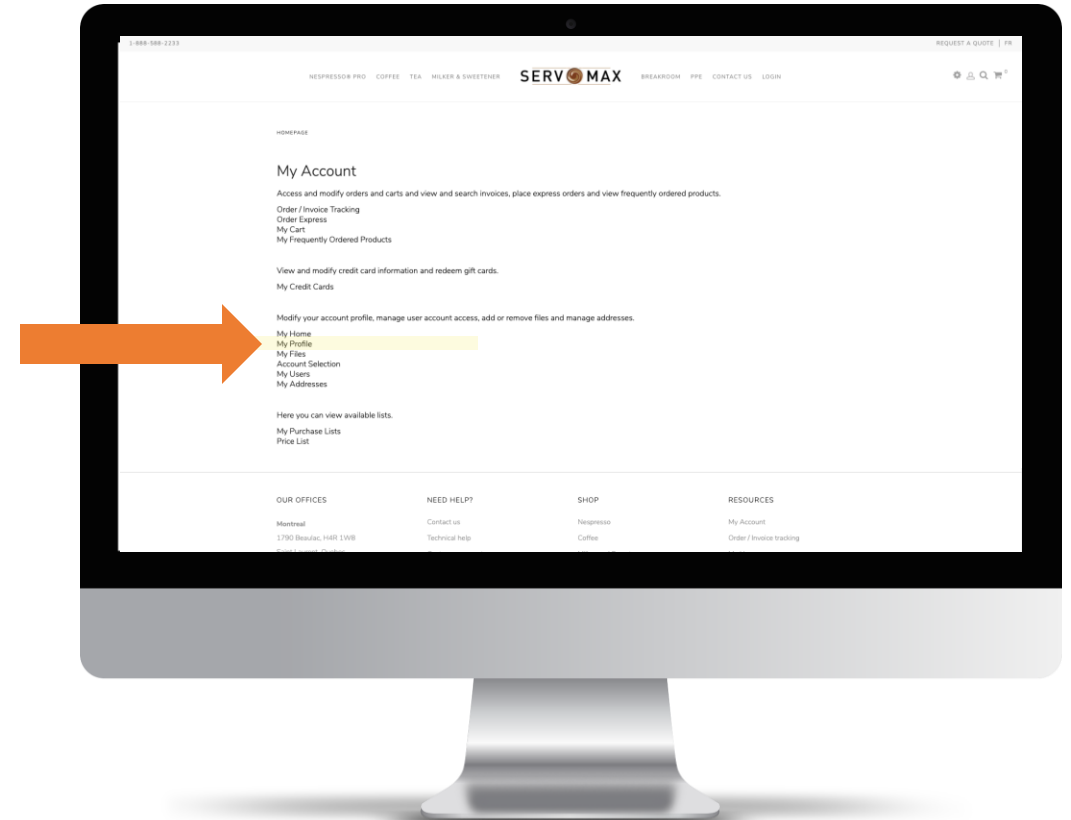 1-888-588-2233
REQUEST A QUOTE | FR
NESPRESSO® PRO COFFEE TEA MILKER & SWEETENER SERV MAX BREAKROOM PPE CONTACT US LOGIN
0
HOMEPAGE
My Account
Access and modify orders and carts and view and search invoices, place express orders and view frequently ordered products.
Order / Invoice Tracking
Order Express
My Cart
My Frequently Ordered Products
View and modify credit card information and redeem gift cards.
My Credit Cards
Modify your account profile, manage user account access, add or remove files and manage addresses.
My Home
My Profile
My Files
Account Selection
My Users
My Addresses
Here you can view available lists.
My Purchase Lists
Price List
OUR OFFICES NEED HELP? SHOP RESOURCES
Montreal Contact us Nespresso My Account
1790 Beaulac, H4R 1W8 Technical help Coffee Order / Invoice tracking